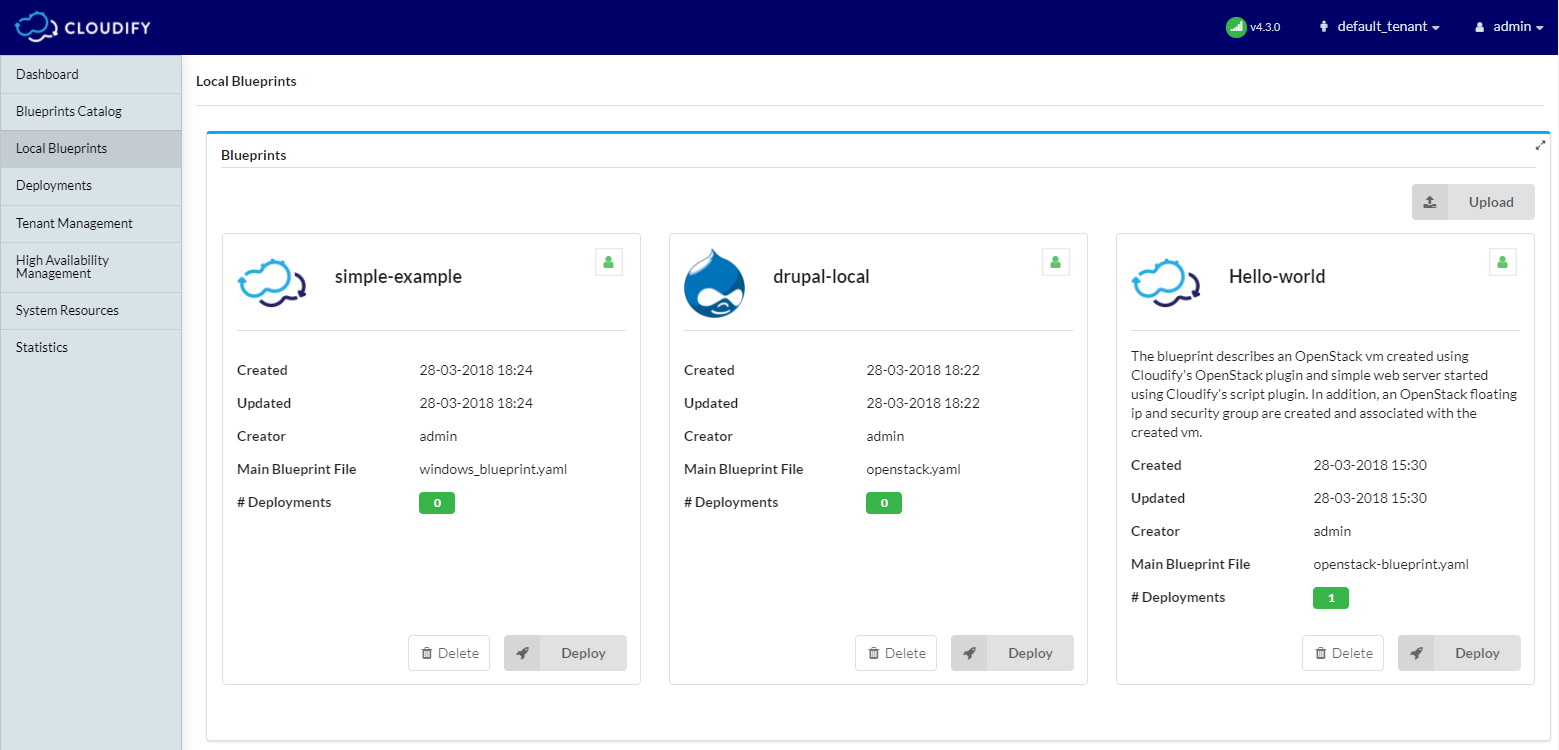 CLOUDIFY
v4.3.0
default_tenant
admin
Dashboard
Blueprints Catalog
Local Blueprints
Deployments
Tenant Management
High Availability
Management
System Resources
Statistics
Local Blueprints
Blueprints
Upload
simple-example
Created 28-03-2018 18:24
Updated 28-03-2018 18:24
Creator admin
Main Blueprint File windows_blueprint.yaml
# Deployments 0
Delete Deploy
drupal-local
Created 28-03-2018 18:22
Updated 28-03-2018 18:22
Creator admin
Main Blueprint File openstack.yaml
# Deployments 0
Delete Deploy
Hello-world
The blueprint describes an OpenStack vm created using
Cloudify's OpenStack plugin and simple web server started
using Cloudify's script plugin. In addition, an OpenStack floating
ip and security group are created and associated with the
created vm.
Created 28-03-2018 15:30
Updated 28-03-2018 15:30
Creator admin
Main Blueprint File openstack-blueprint.yaml
# Deployments 1
Delete Deploy